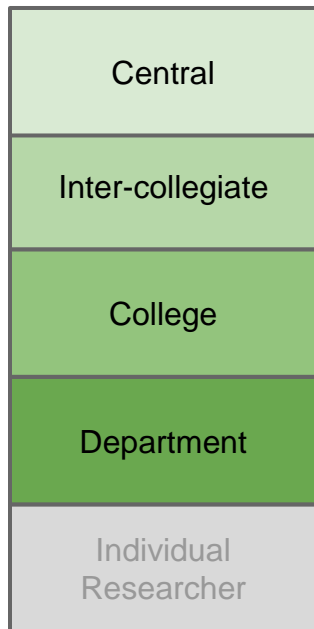 Central
Inter-collegiate
College
Department
Individual
Researcher